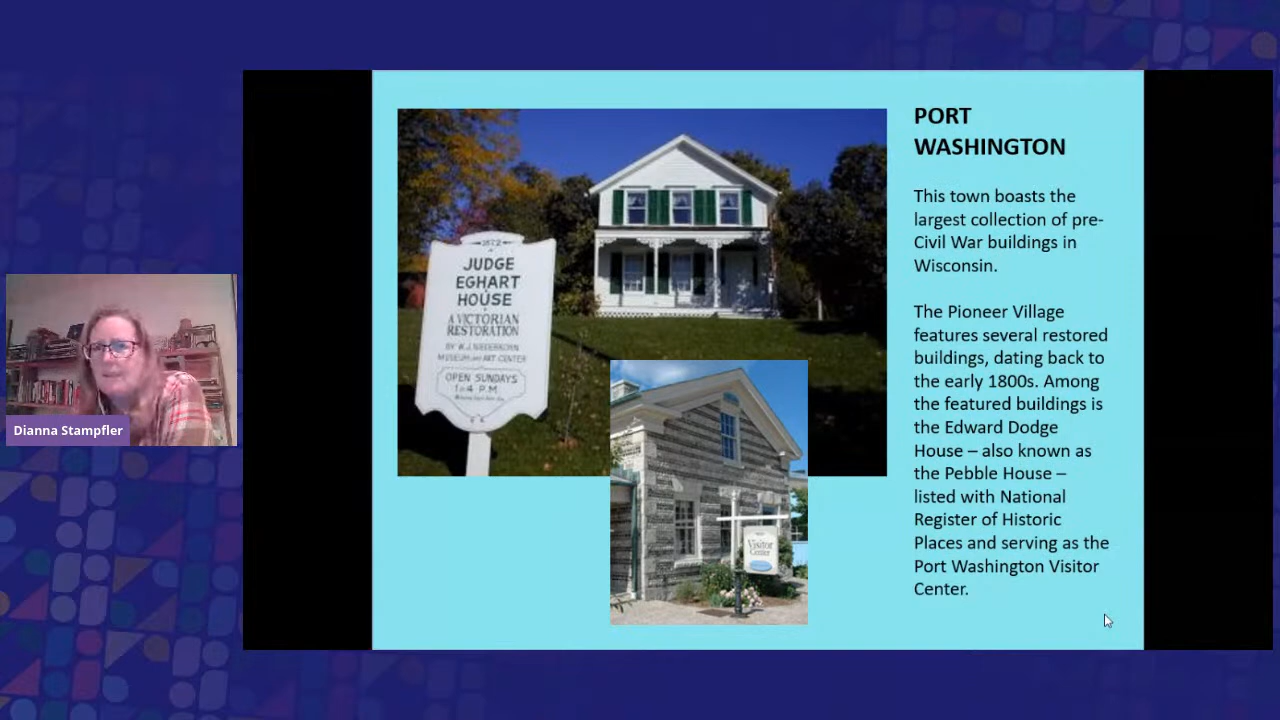 PORT
WASHINGTON
This town boasts the
largest collection of pre-
Civil War buildings in
Wisconsin.
The Pioneer Village
features several restored
buildings, dating back to
the early 1800s. Among
the featured buildings is
the Edward Dodge
House – also known as
the Pebble House –
listed with National
Register of Historic
Places and serving as the
Port Washington Visitor
Center.
1872
JUDGE
EGHART
HOUSE
A VICTORIAN
RESTORATION
BY W.J. NIEDERKORN
MUSEUM AND ART CENTER
OPEN SUNDAYS
1-4 P.M.
Visitor
Center
Dianna Stampfler